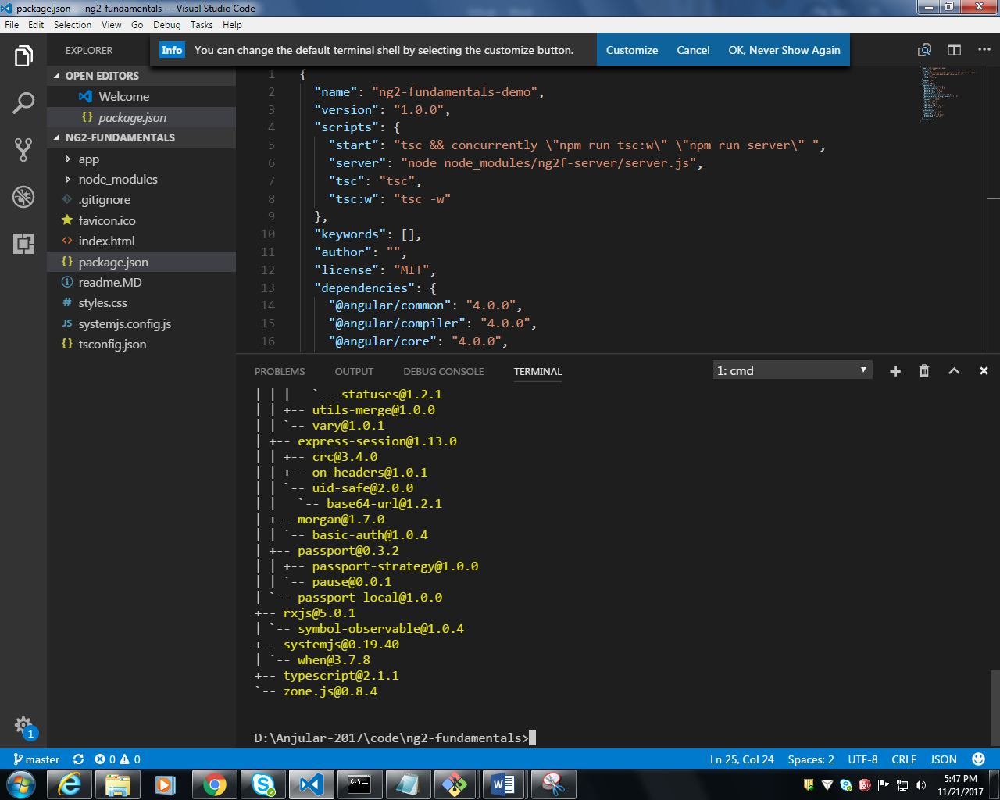 package.json — ng2-fundamentals — Visual Studio Code
File Edit Selection View Go Debug Tasks Help
EXPLORER
Info You can change the default terminal shell by selecting the customize button. Customize Cancel OK, Never Show Again
OPEN EDITORS
Welcome
{} package.json
NG2-FUNDAMENTALS
app
node_modules
.gitignore
favicon.ico
<> index.html
{} package.json
readme.MD
# styles.css
JS systemjs.config.js
{} tsconfig.json
1 {
2 "name": "ng2-fundamentals-demo",
3 "version": "1.0.0",
4 "scripts": {
5 "start": "tsc && concurrently \"npm run tsc:w\" \"npm run server\" ",
6 "server": "node node_modules/ng2f-server/server.js",
7 "tsc": "tsc",
8 "tsc:w": "tsc -w"
9 },
10 "keywords": [],
11 "author": "",
12 "license": "MIT",
13 "dependencies": {
14 "@angular/common": "4.0.0",
15 "@angular/compiler": "4.0.0",
16 "@angular/core": "4.0.0",
PROBLEMS OUTPUT DEBUG CONSOLE TERMINAL 1: cmd
| | |   `-- statuses@1.2.1
| | +-- utils-merge@1.0.0
| | `-- vary@1.0.1
| +-- express-session@1.13.0
| | +-- crc@3.4.0
| | +-- on-headers@1.0.1
| | `-- uid-safe@2.0.0
| |   `-- base64-url@1.2.1
| +-- morgan@1.7.0
| | `-- basic-auth@1.0.4
| +-- passport@0.3.2
| | +-- passport-strategy@1.0.0
| | `-- pause@0.0.1
| `-- passport-local@1.0.0
+-- rxjs@5.0.1
| `-- symbol-observable@1.0.4
+-- systemjs@0.19.40
| `-- when@3.7.8
+-- typescript@2.1.1
`-- zone.js@0.8.4
D:\Anjular-2017\code\ng2-fundamentals>
1
master 0 0 Ln 25, Col 24 Spaces: 2 UTF-8 CRLF JSON
5:47 PM
11/21/2017